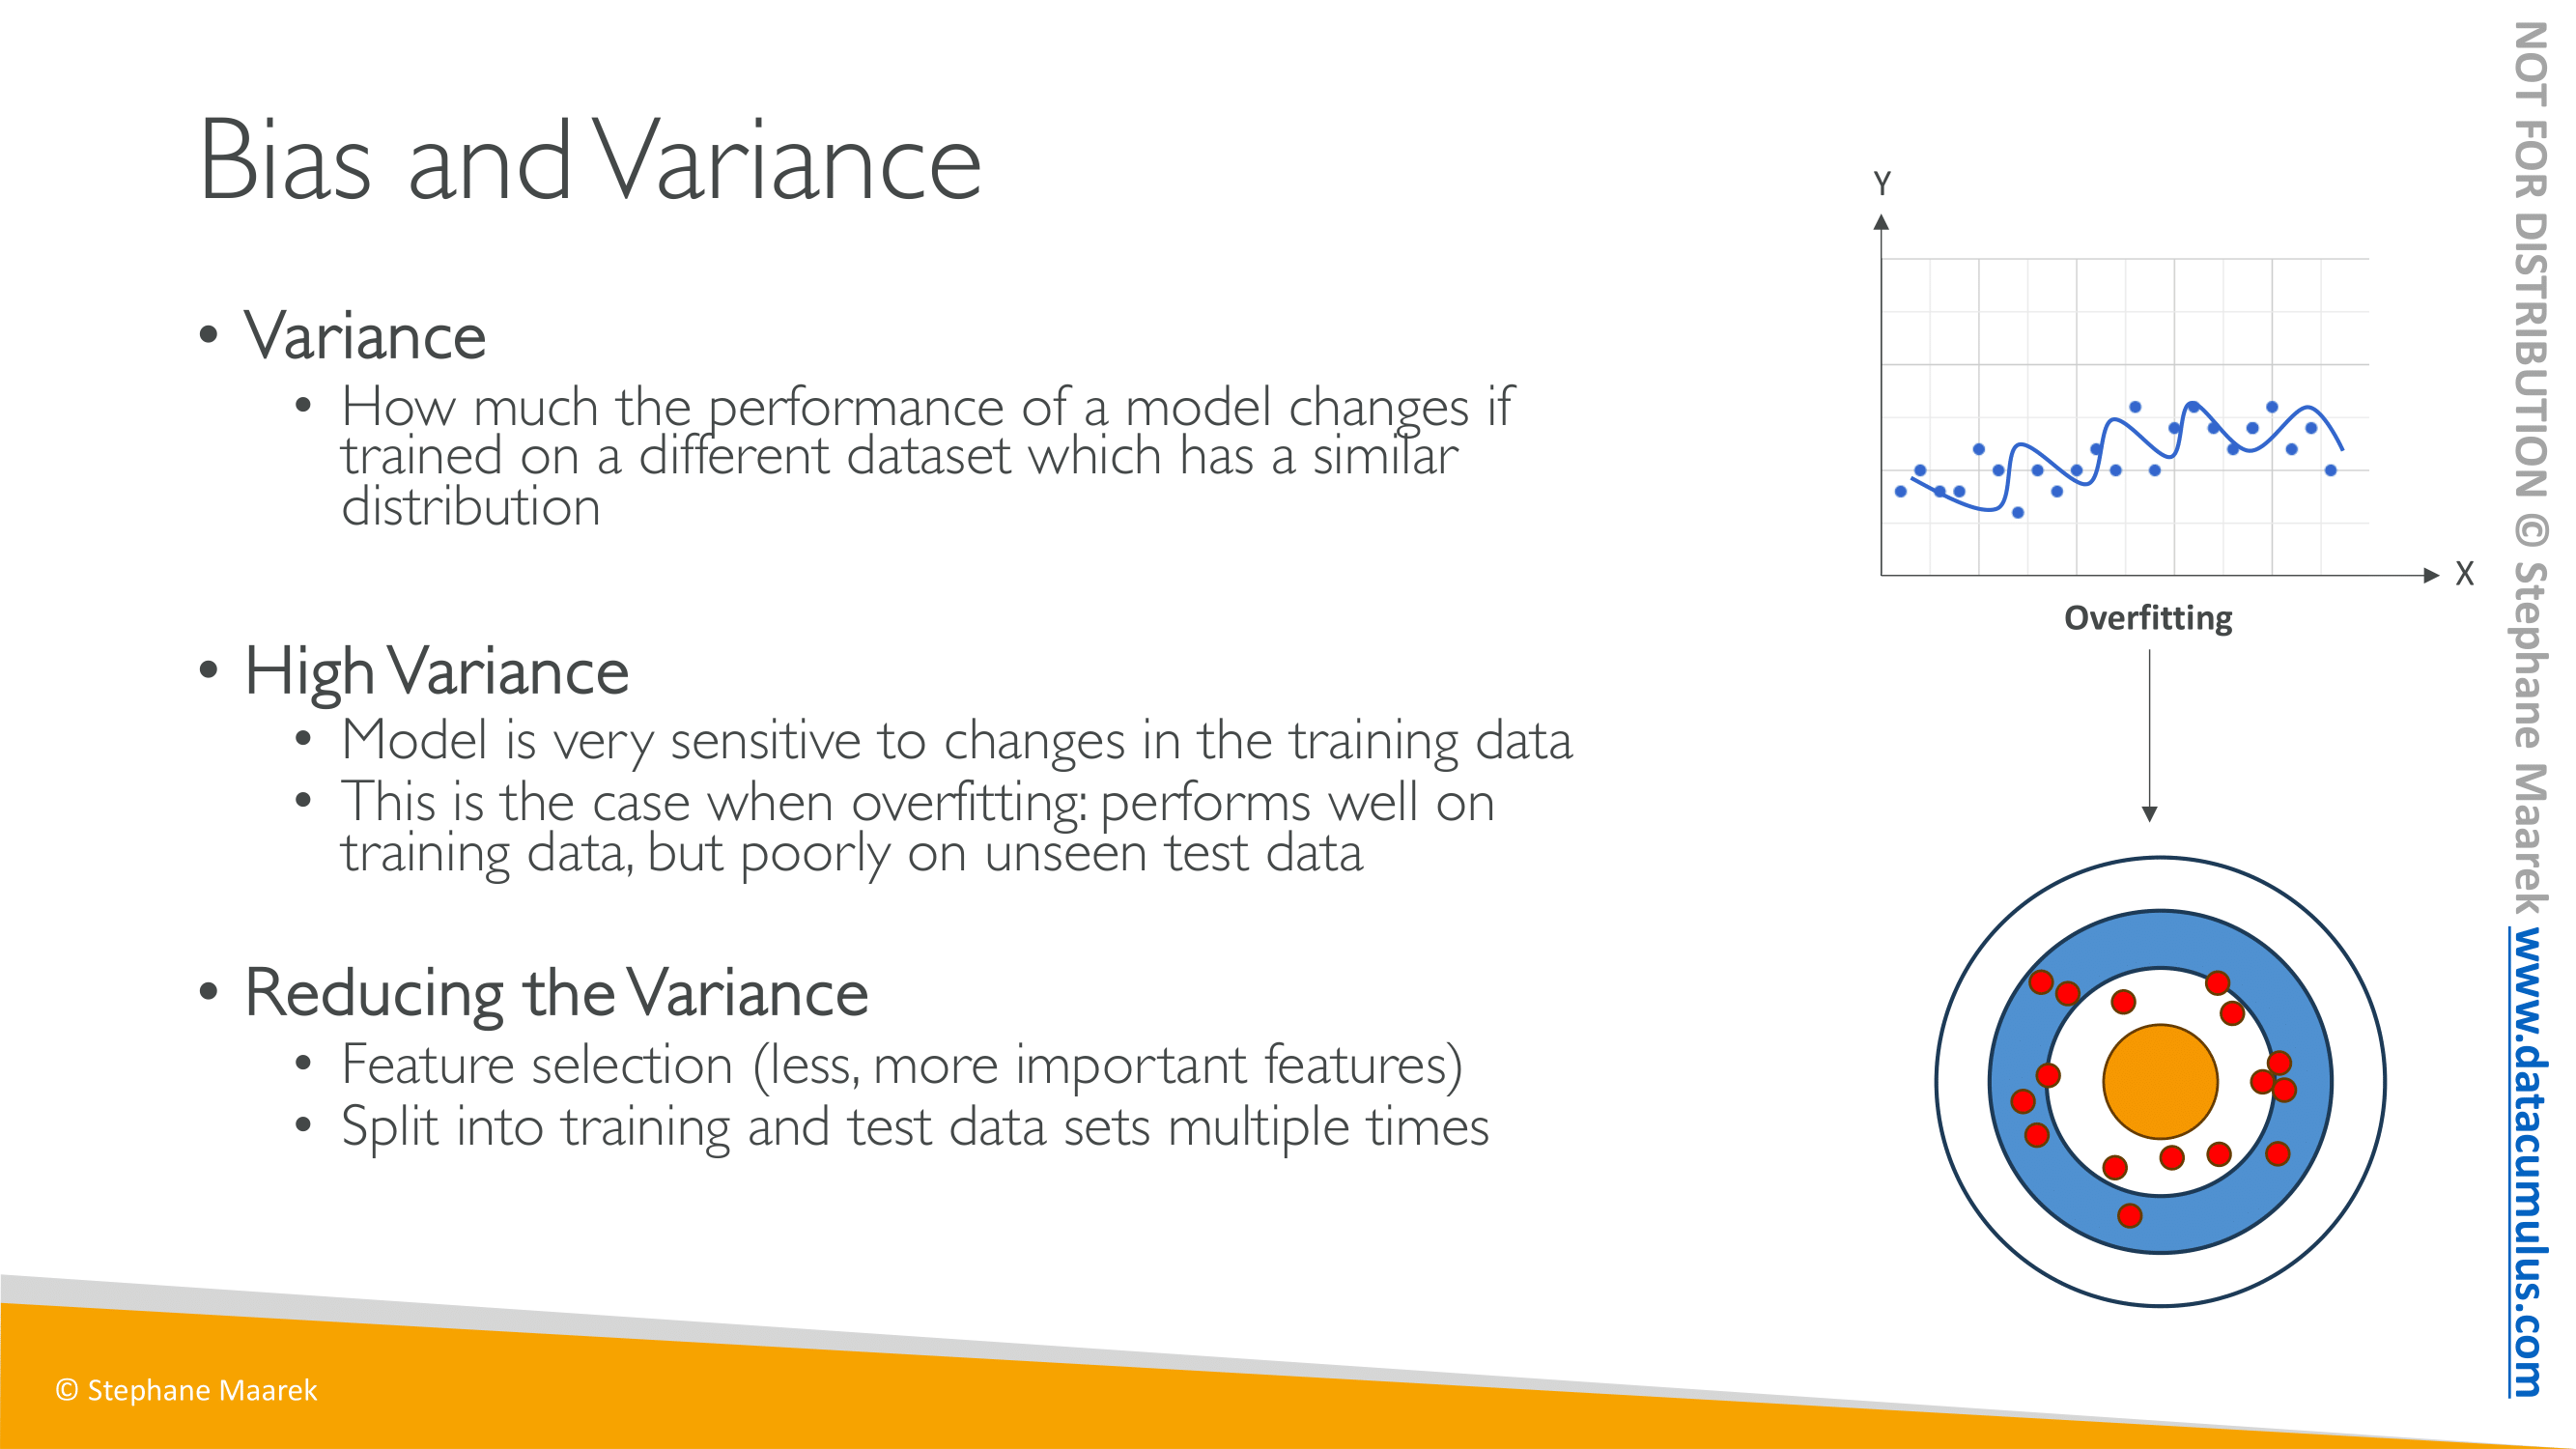 Bias and Variance
• Variance
• How much the performance of a model changes if
trained on a different dataset which has a similar
distribution
• High Variance
• Model is very sensitive to changes in the training data
• This is the case when overfitting: performs well on
training data, but poorly on unseen test data
• Reducing the Variance
• Feature selection (less, more important features)
• Split into training and test data sets multiple times
Y
X
Overfitting
© Stephane Maarek
NOT FOR DISTRIBUTION © Stephane Maarek www.datacumulus.com